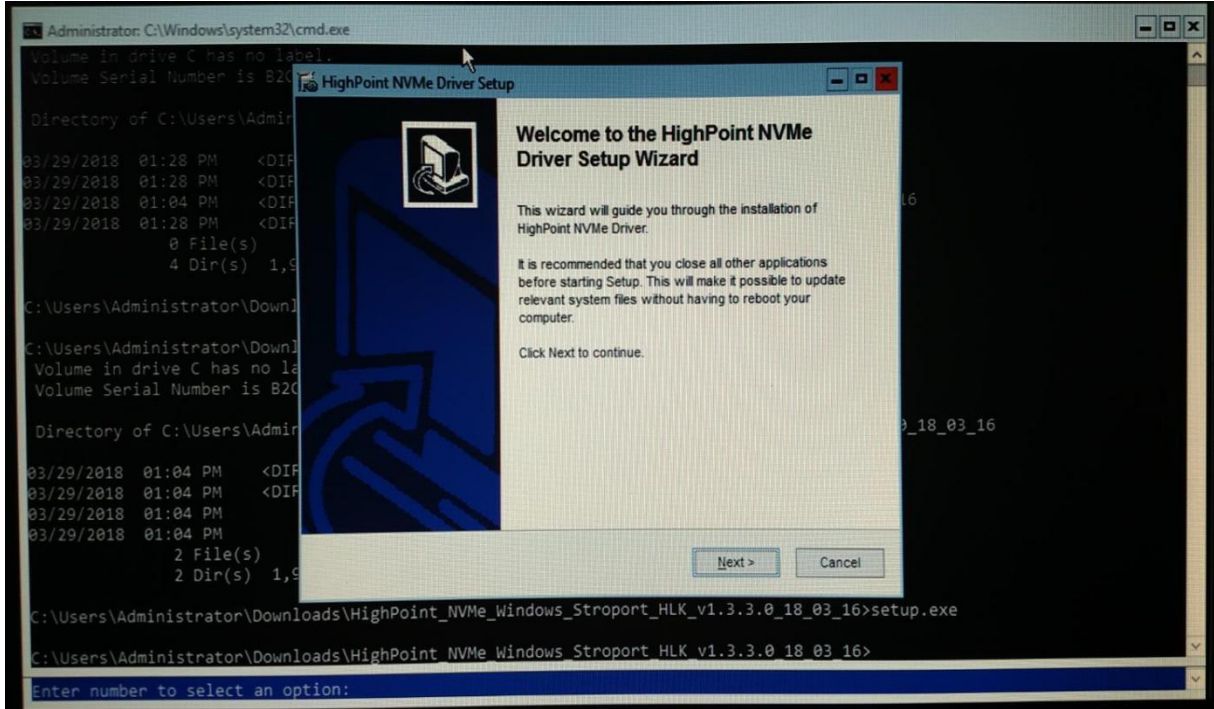 Administrator: C:\Windows\system32\cmd.exe
Volume in drive C has no label.
Volume Serial Number is B2C
Directory of C:\Users\Admin
03/29/2018 01:28 PM <DIR
03/29/2018 01:28 PM <DIR
03/29/2018 01:04 PM <DIR 16
03/29/2018 01:28 PM <DIR
0 File(s)
4 Dir(s) 1,9
C:\Users\Administrator\Downl
C:\Users\Administrator\Downl
Volume in drive C has no la
Volume Serial Number is B2C
Directory of C:\Users\Admin 0_18_03_16
03/29/2018 01:04 PM <DIR
03/29/2018 01:04 PM <DIR
03/29/2018 01:04 PM
03/29/2018 01:04 PM
2 File(s)
2 Dir(s) 1,9
C:\Users\Administrator\Downloads\HighPoint_NVMe_Windows_Stroport_HLK_v1.3.3.0_18_03_16>setup.exe
C:\Users\Administrator\Downloads\HighPoint_NVMe_Windows_Stroport_HLK_v1.3.3.0_18_03_16>
Enter number to select an option:
HighPoint NVMe Driver Setup
Welcome to the HighPoint NVMe
Driver Setup Wizard
This wizard will guide you through the installation of
HighPoint NVMe Driver.
It is recommended that you close all other applications
before starting Setup. This will make it possible to update
relevant system files without having to reboot your
computer.
Click Next to continue.
Next >
Cancel